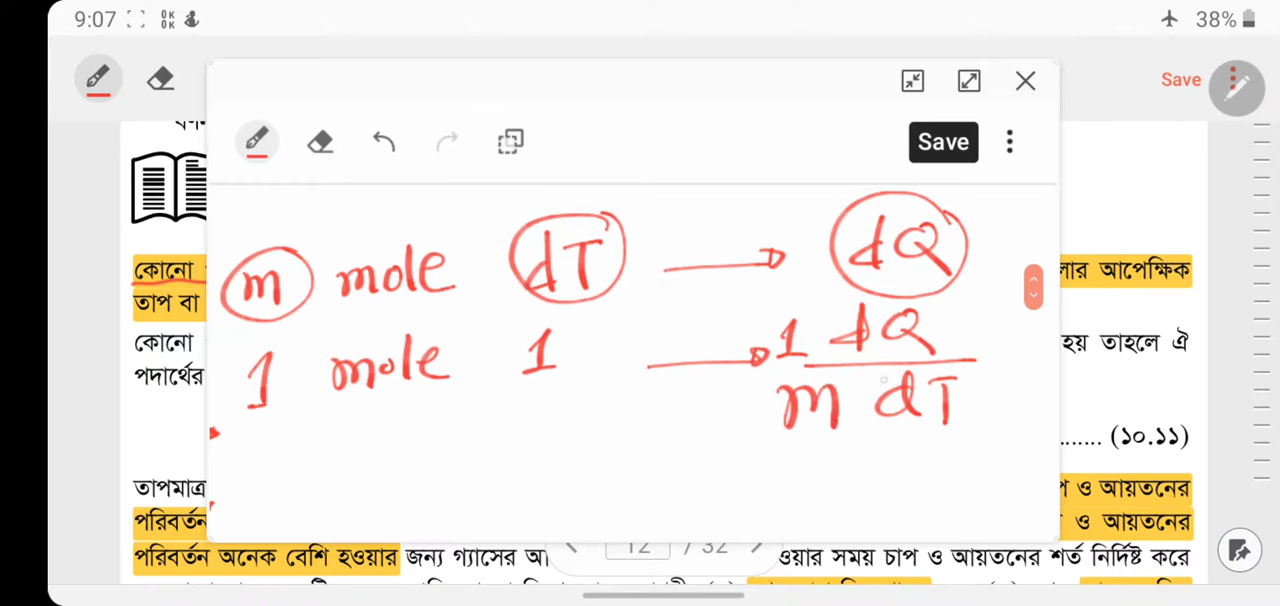 9:07 OK OK 38%
Save
Save
m mole dT → dQ
কোনো
লার আপেক্ষিক
তাপ বা
1 mole 1 → 1 dQ
কোনো
হয় তাহলে ঐ
পদার্থের
m dT
........ (১০.১১)
তাপমাত্র
প ও আয়তনের
পরিবর্তন
ও আয়তনের
পরিবর্তন অনেক বেশি হওয়ার জন্য গ্যাসের আ
12 / 32
ওয়ার সময় চাপ ও আয়তনের শর্ত নির্দিষ্ট করে